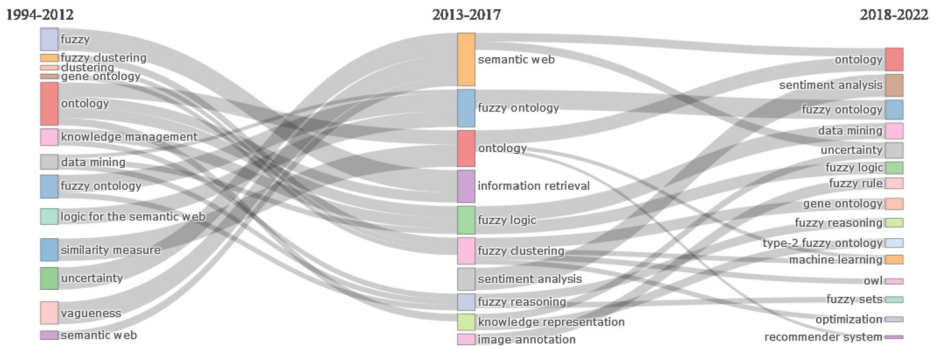 1994-2012
fuzzy
fuzzy clustering
clustering
gene ontology
ontology
knowledge management
data mining
fuzzy ontology
logic for the semantic web
similarity measure
uncertainty
vagueness
semantic web
2013-2017
semantic web
fuzzy ontology
ontology
information retrieval
fuzzy logic
fuzzy clustering
sentiment analysis
fuzzy reasoning
knowledge representation
image annotation
2018-2022
ontology
sentiment analysis
fuzzy ontology
data mining
uncertainty
fuzzy logic
fuzzy rule
gene ontology
fuzzy reasoning
type-2 fuzzy ontology
machine learning
owl
fuzzy sets
optimization
recommender system